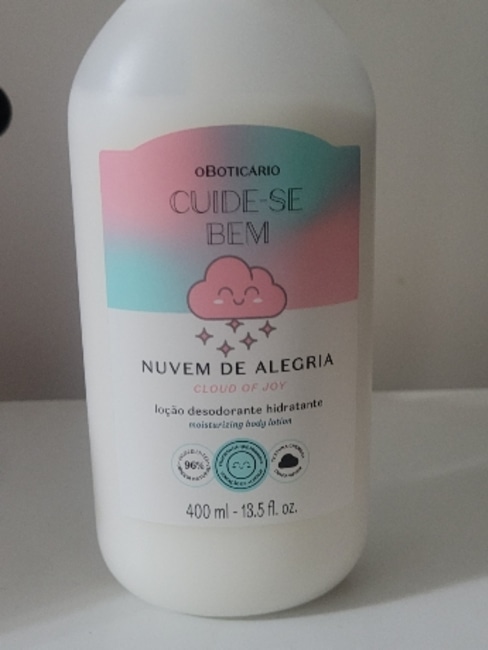 oBOTICÁRIO
CUIDE-SE
BEM
NUVEM DE ALEGRIA
CLOUD OF JOY
loção desodorante hidratante
moisturizing body lotion
96%
400 ml - 13.5 fl. oz.